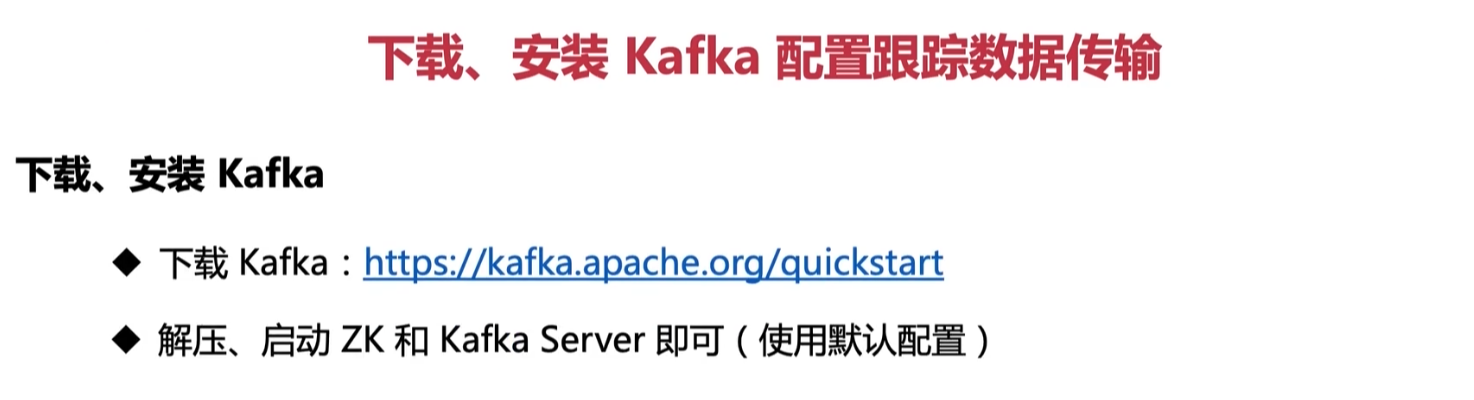 下载、安装 Kafka 配置跟踪数据传输
下载、安装 Kafka
◆ 下载 Kafka：https://kafka.apache.org/quickstart
◆ 解压、启动 ZK 和 Kafka Server 即可（使用默认配置）